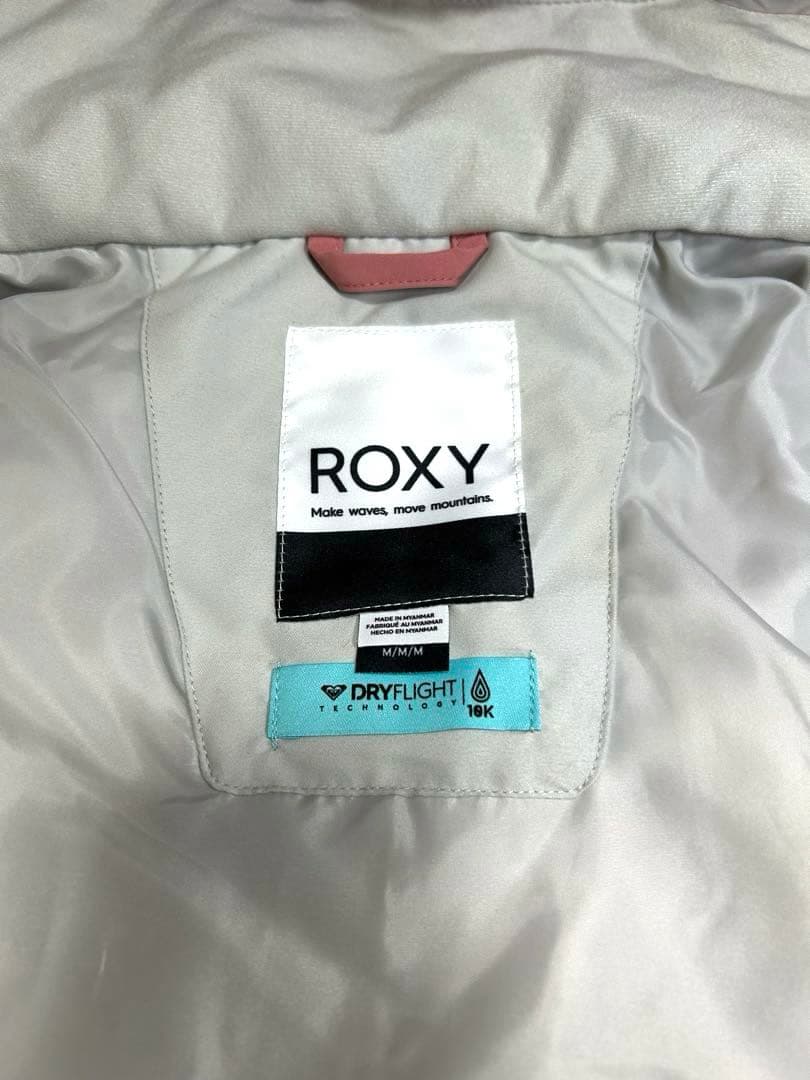 ROXY
Make waves, move mountains.
MADE IN MYANMAR
FABRIQUÉ AU MYANMAR
HECHO EN MYANMAR
M/M/M
DRYFLIGHT
TECHNOLOGY
10K